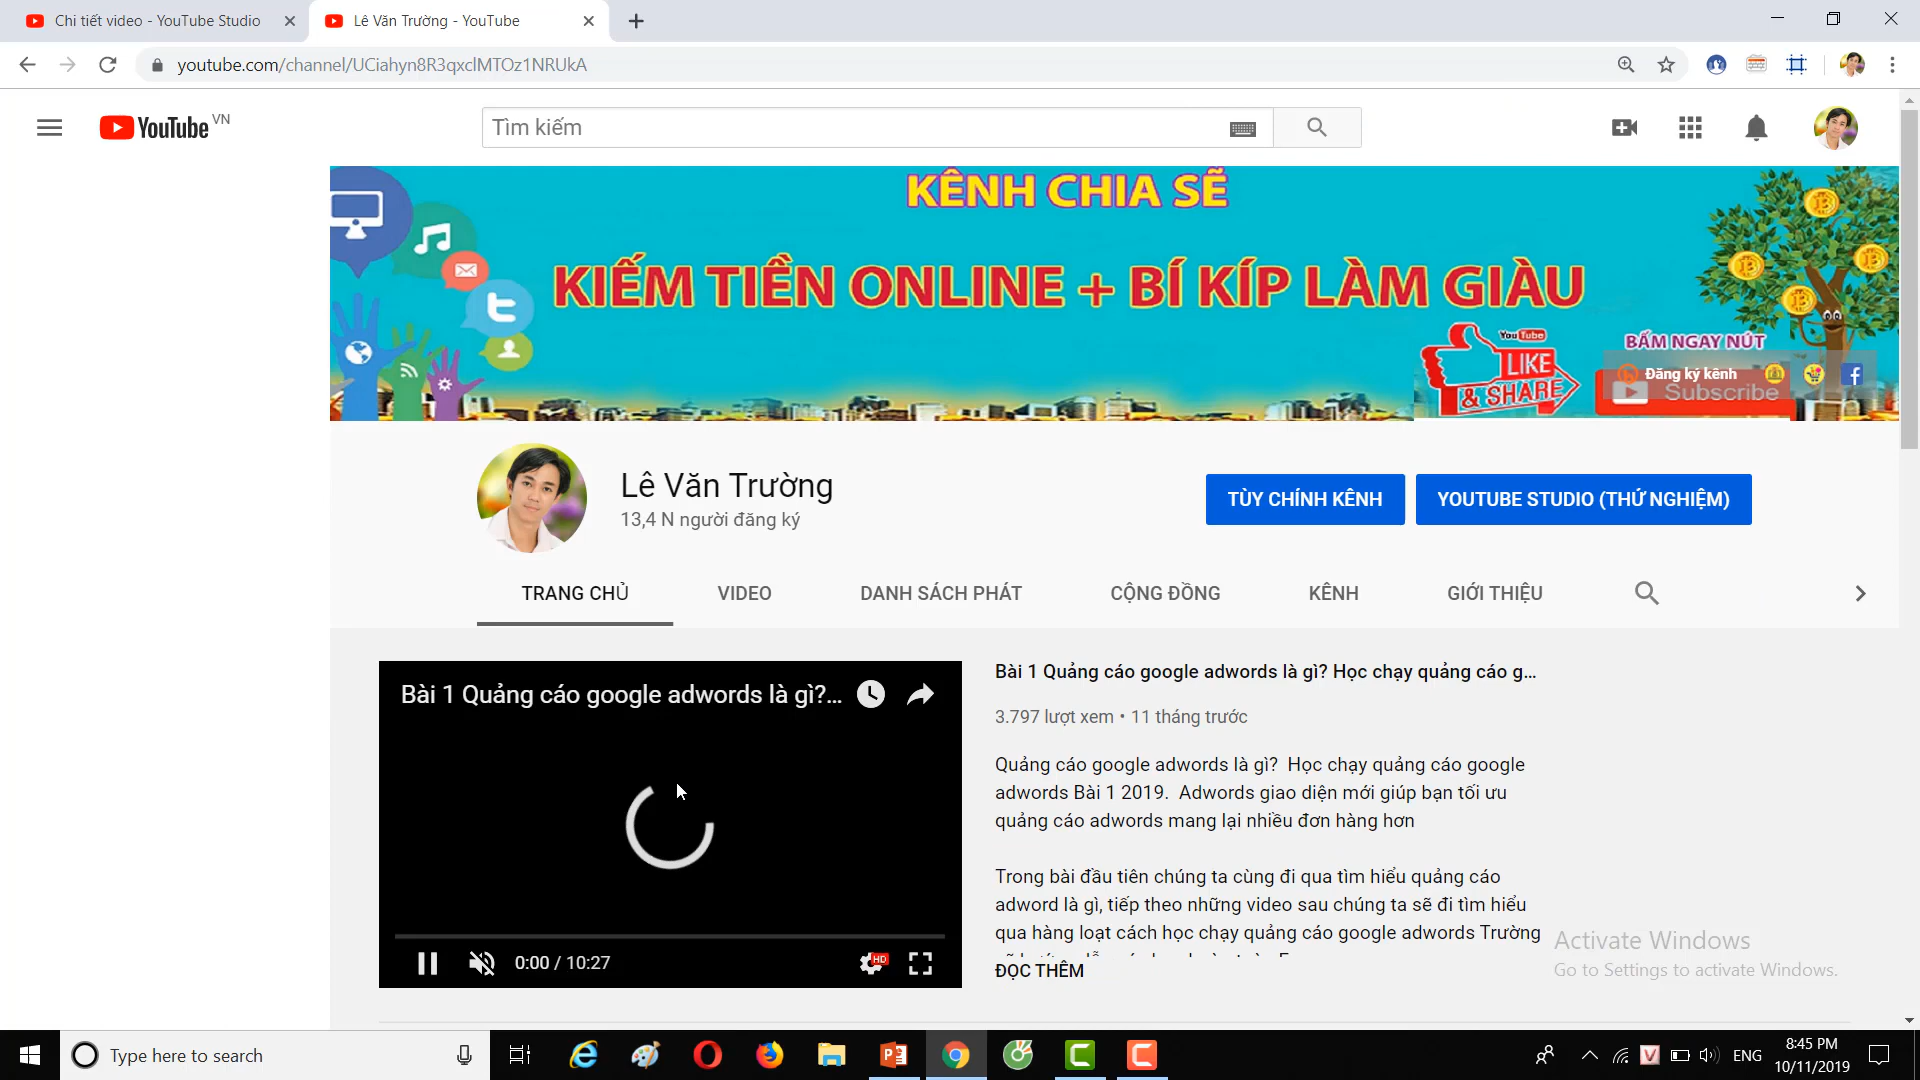 Chi tiết video - YouTube Studio
Lê Văn Trường - YouTube
youtube.com/channel/UCiahyn8R3qxclMTOz1NRUkA
YouTube VN
Tìm kiếm
KÊNH CHIA SẼ
KIẾM TIỀN ONLINE + BÍ KÍP LÀM GIÀU
YouTube
LIKE
& SHARE
BẤM NGAY NÚT
Đăng ký kênh
Subscribe
Lê Văn Trường
13,4 N người đăng ký
TÙY CHỈNH KÊNH
YOUTUBE STUDIO (THỬ NGHIỆM)
TRANG CHỦ
VIDEO
DANH SÁCH PHÁT
CỘNG ĐỒNG
KÊNH
GIỚI THIỆU
Bài 1 Quảng cáo google adwords là gì?...
0:00 / 10:27
HD
Bài 1 Quảng cáo google adwords là gì? Học chạy quảng cáo g...
3.797 lượt xem • 11 tháng trước
Quảng cáo google adwords là gì? Học chạy quảng cáo google
adwords Bài 1 2019. Adwords giao diện mới giúp bạn tối ưu
quảng cáo adwords mang lại nhiều đơn hàng hơn
Trong bài đầu tiên chúng ta cùng đi qua tìm hiểu quảng cáo
adword là gì, tiếp theo những video sau chúng ta sẽ đi tìm hiểu
qua hàng loạt cách học chạy quảng cáo google adwords Trường
ĐỌC THÊM
Activate Windows
Go to Settings to activate Windows.
Type here to search
ENG
8:45 PM
10/11/2019